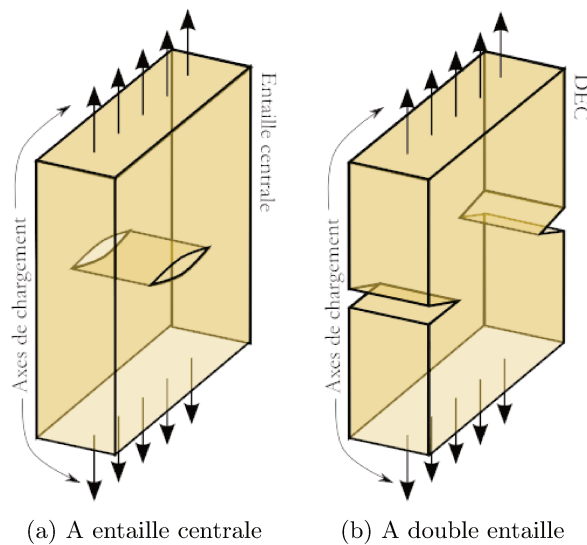 Axes de chargement
Entaille centrale
Axes de chargement
DEC
(a) A entaille centrale
(b) A double entaille